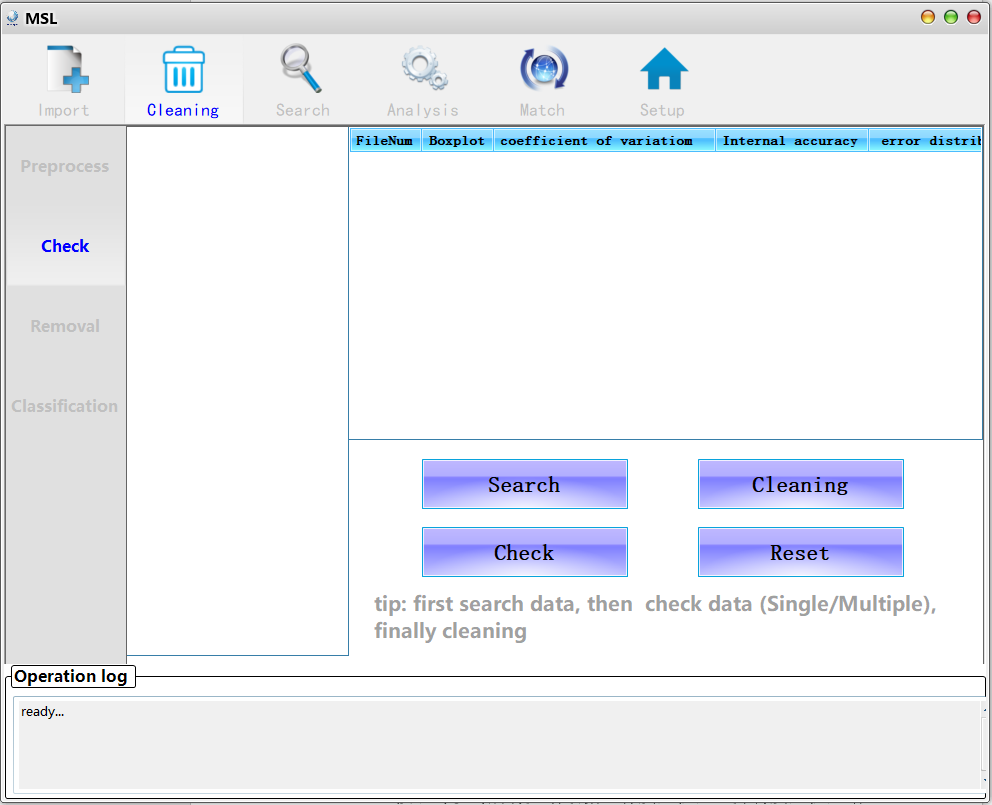 MSL
Import Cleaning Search Analysis Match Setup
Preprocess
Check
Removal
Classification
FileNum Boxplot coefficient of variatiom Internal accuracy error distrib
Search Cleaning
Check Reset
tip: first search data, then check data (Single/Multiple),
finally cleaning
Operation log
ready...